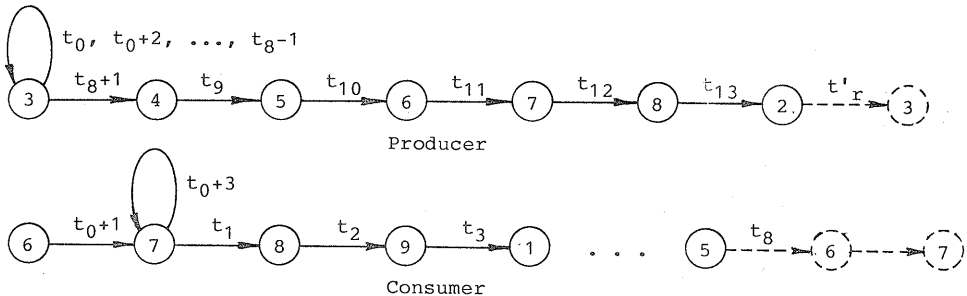 t₀, t₀+2, ..., t₈-1
3 t₈+1 4 t₉ 5 t₁₀ 6 t₁₁ 7 t₁₂ 8 t₁₃ 2 t'ᵣ 3
Producer
t₀+3
6 t₀+1 7 t₁ 8 t₂ 9 t₃ 1 . . . 5 t₈ 6 7
Consumer